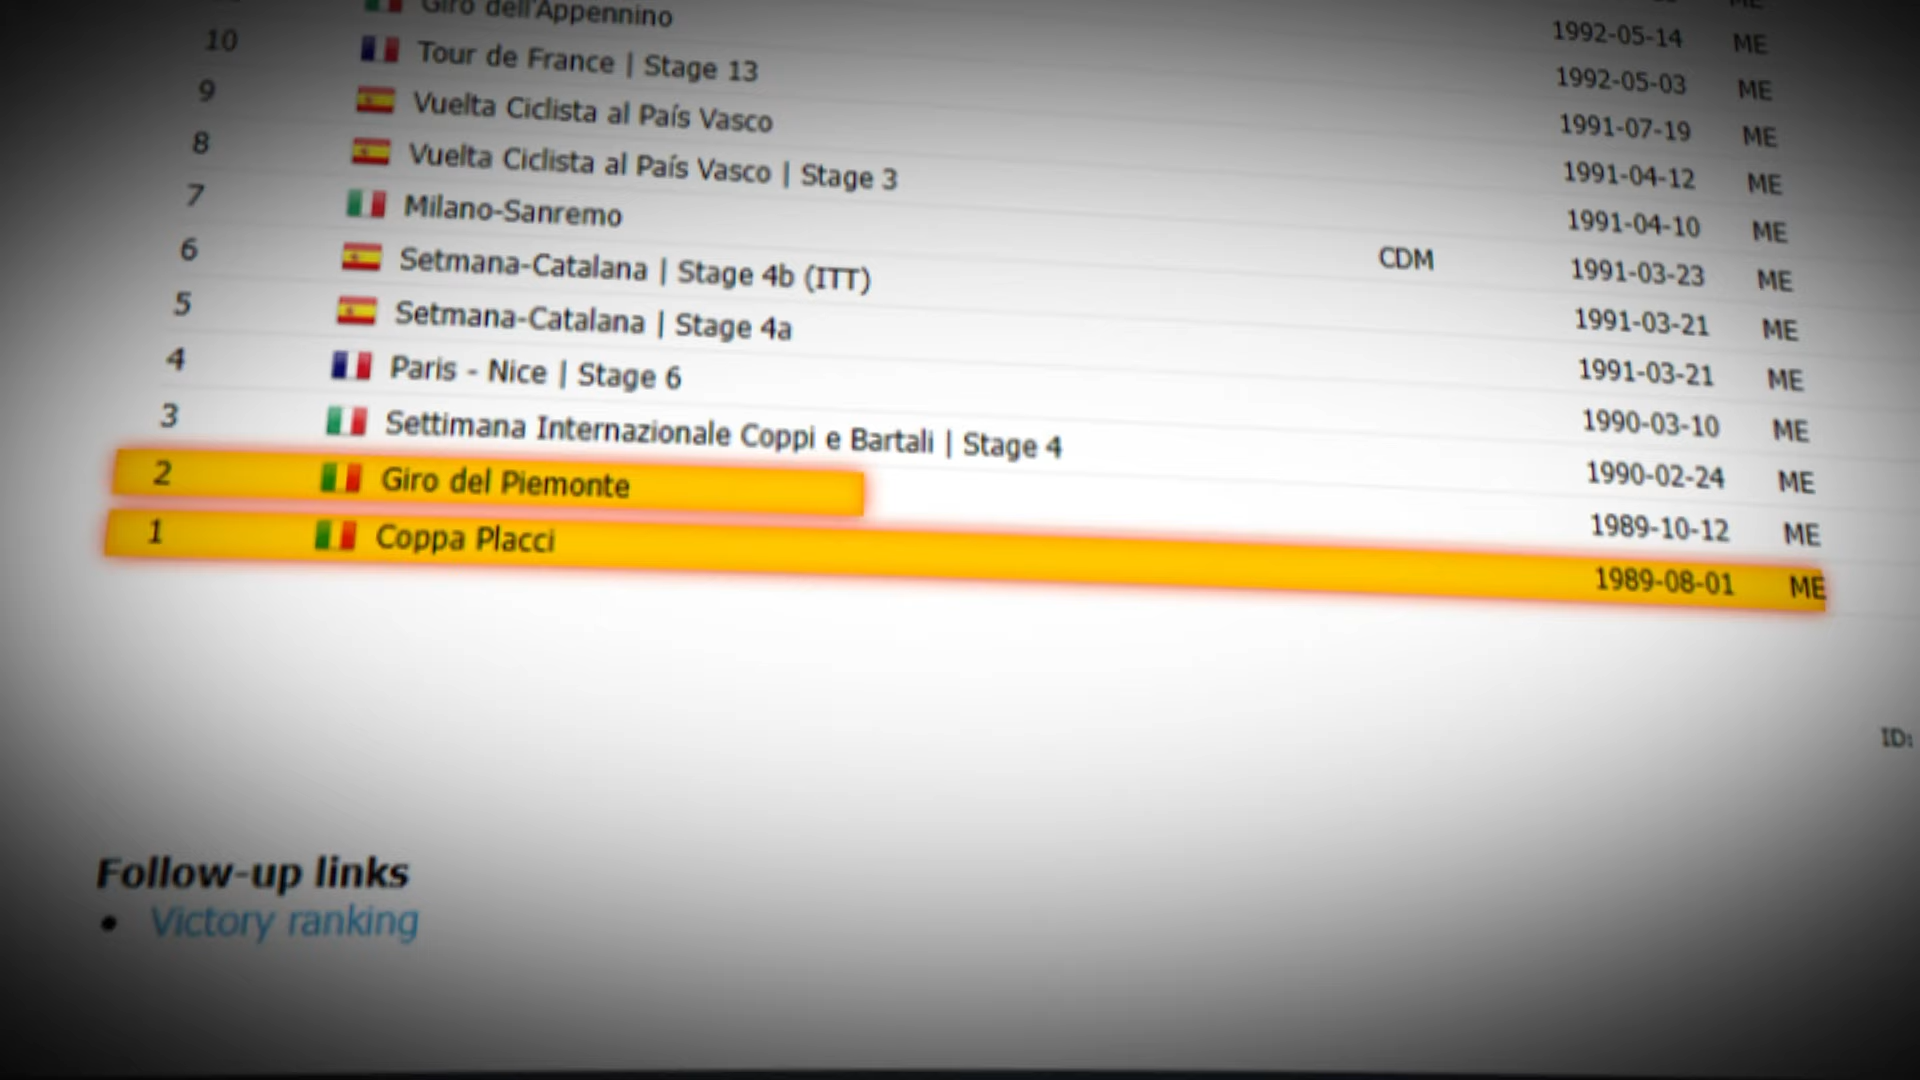 1992-05-14 ME
Giro dell'Appennino 1992-05-03 ME
10 Tour de France | Stage 13 1991-07-19 ME
9 Vuelta Ciclista al País Vasco 1991-04-12 ME
8 Vuelta Ciclista al País Vasco | Stage 3 1991-04-10 ME
7 Milano-Sanremo CDM 1991-03-23 ME
6 Setmana-Catalana | Stage 4b (ITT) 1991-03-21 ME
5 Setmana-Catalana | Stage 4a 1991-03-21 ME
4 Paris - Nice | Stage 6 1990-03-10 ME
3 Settimana Internazionale Coppi e Bartali | Stage 4 1990-02-24 ME
2 Giro del Piemonte 1989-10-12 ME
1 Coppa Placci 1989-08-01 ME
ID:
Follow-up links
• Victory ranking